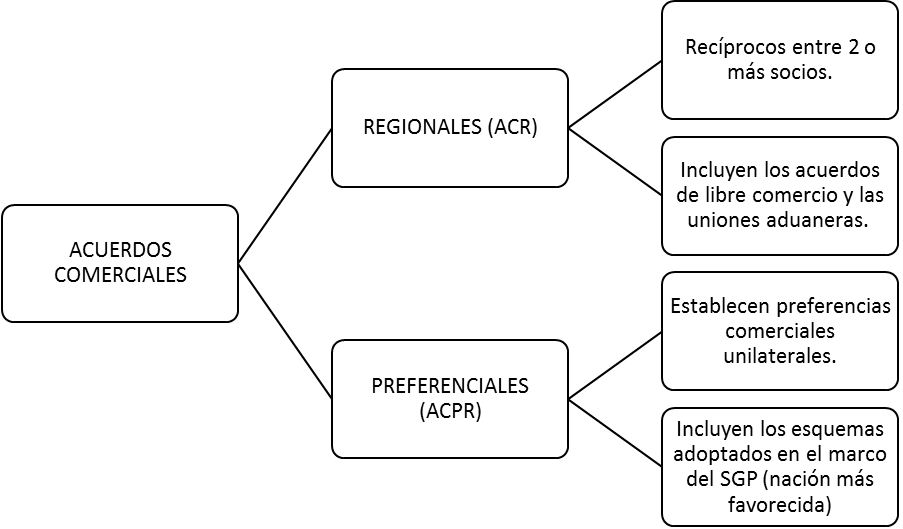 ACUERDOS
COMERCIALES
REGIONALES (ACR)
Recíprocos entre 2 o
más socios.
Incluyen los acuerdos
de libre comercio y las
uniones aduaneras.
PREFERENCIALES
(ACPR)
Establecen preferencias
comerciales
unilaterales.
Incluyen los esquemas
adoptados en el marco
del SGP (nación más
favorecida)